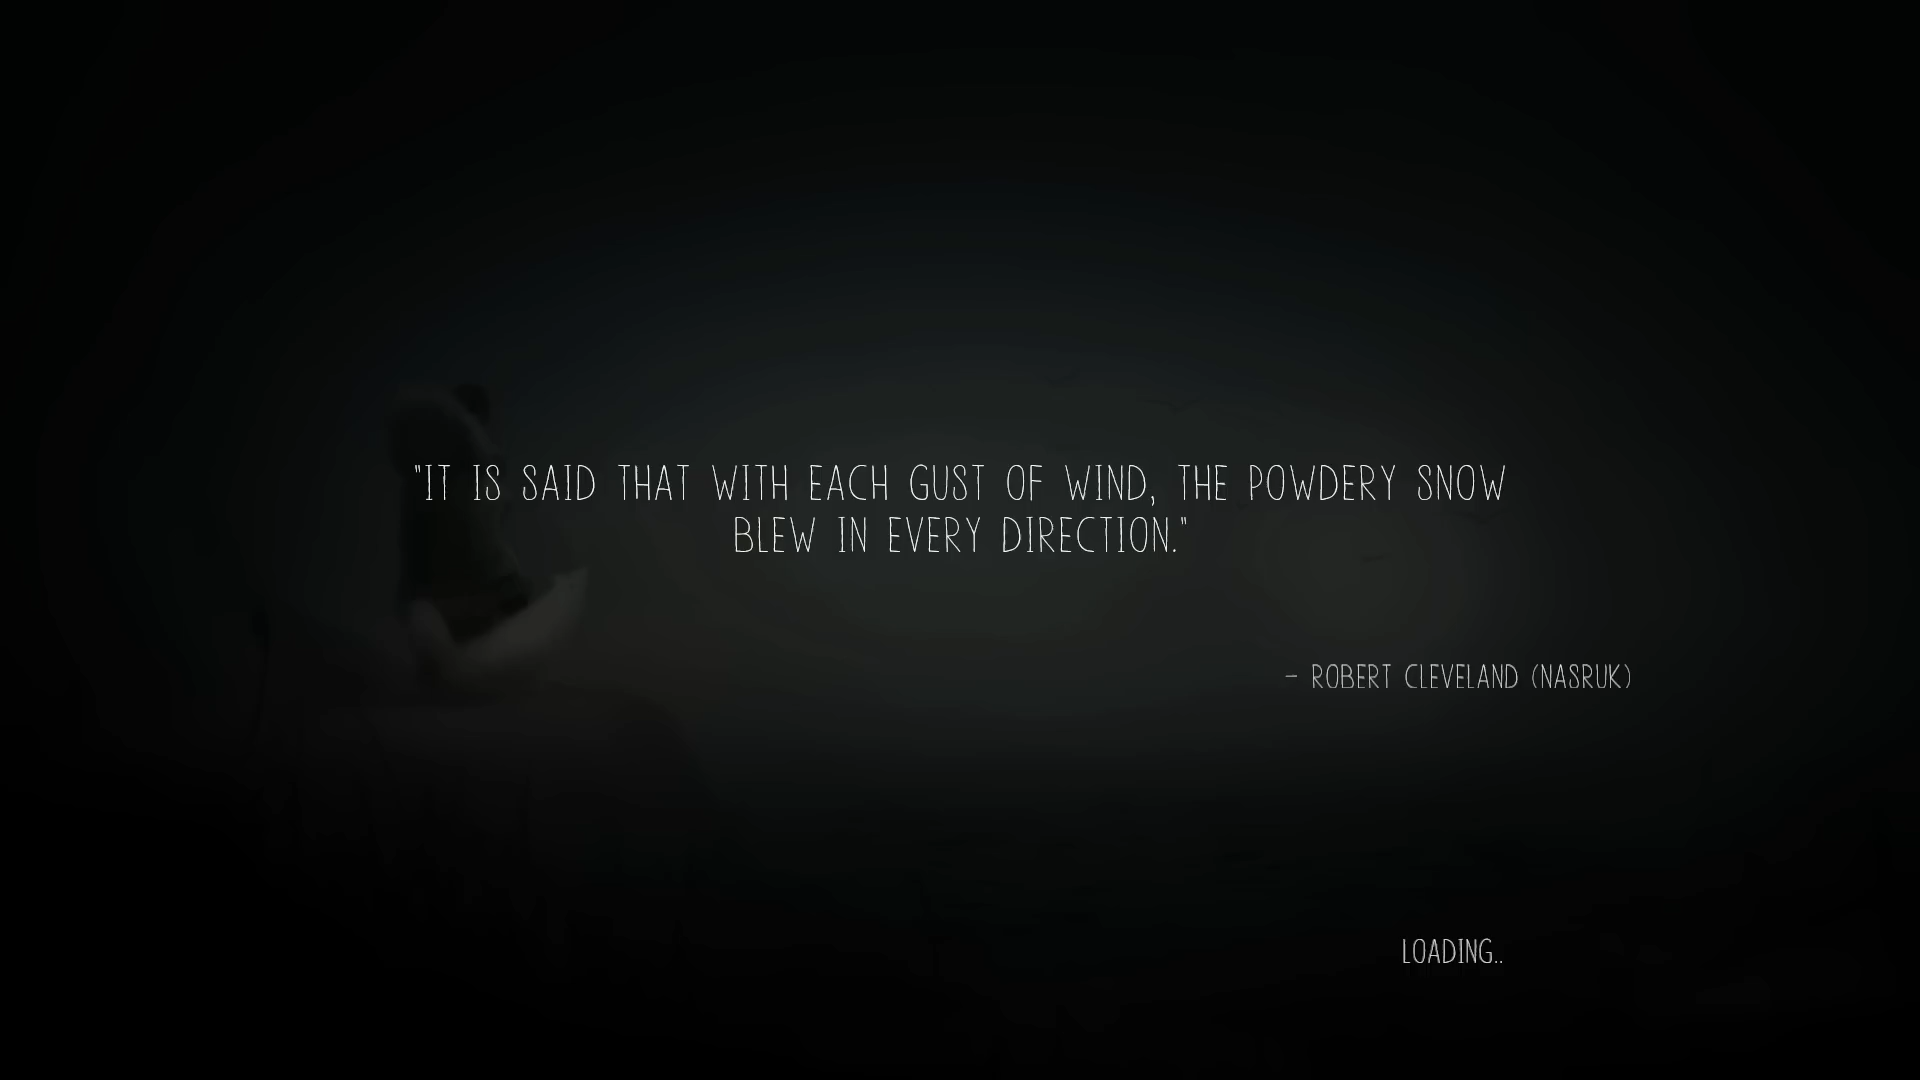 "IT IS SAID THAT WITH EACH GUST OF WIND, THE POWDERY SNOW
BLEW IN EVERY DIRECTION."
- ROBERT CLEVELAND (NASRUK)
LOADING..